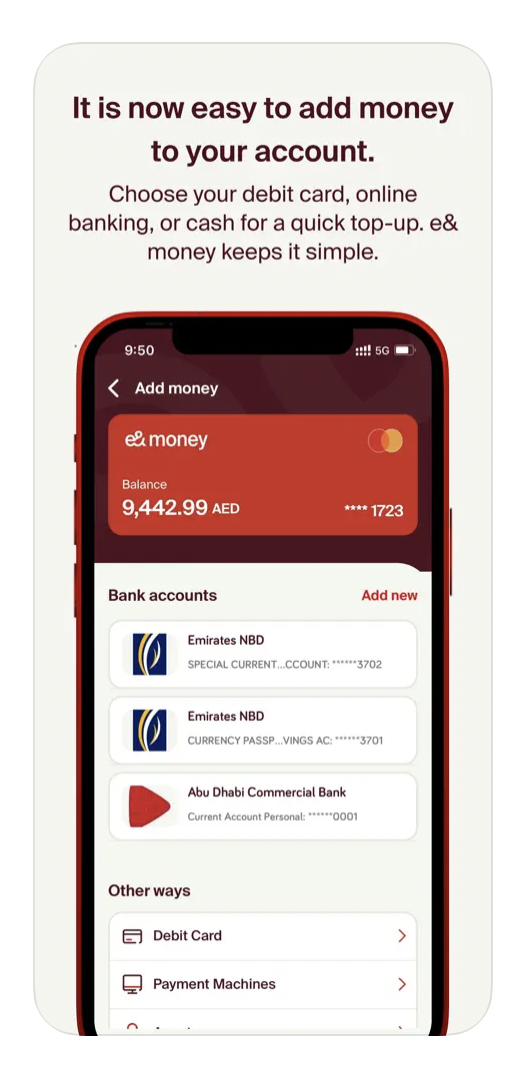 It is now easy to add money
to your account.
Choose your debit card, online
banking, or cash for a quick top-up. e&
money keeps it simple.
9:50
5G
Add money
e& money
Balance
9,442.99 AED
**** 1723
Bank accounts
Add new
Emirates NBD
SPECIAL CURRENT...CCOUNT: ******3702
Emirates NBD
CURRENCY PASSP...VINGS AC: ******3701
Abu Dhabi Commercial Bank
Current Account Personal: ******0001
Other ways
Debit Card
Payment Machines